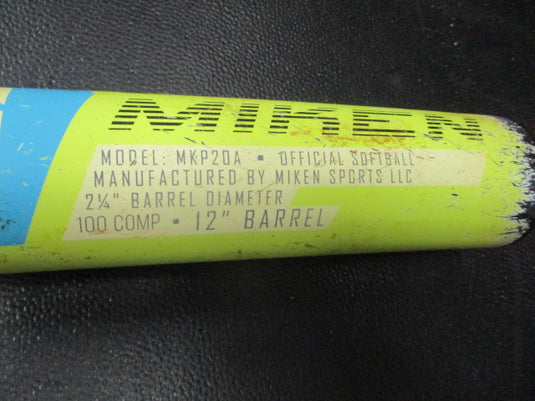 MIKEN
MODEL: MKP20A • OFFICIAL SOFTBALL
MANUFACTURED BY MIKEN SPORTS LLC
2¼" BARREL DIAMETER
100 COMP • 12" BARREL